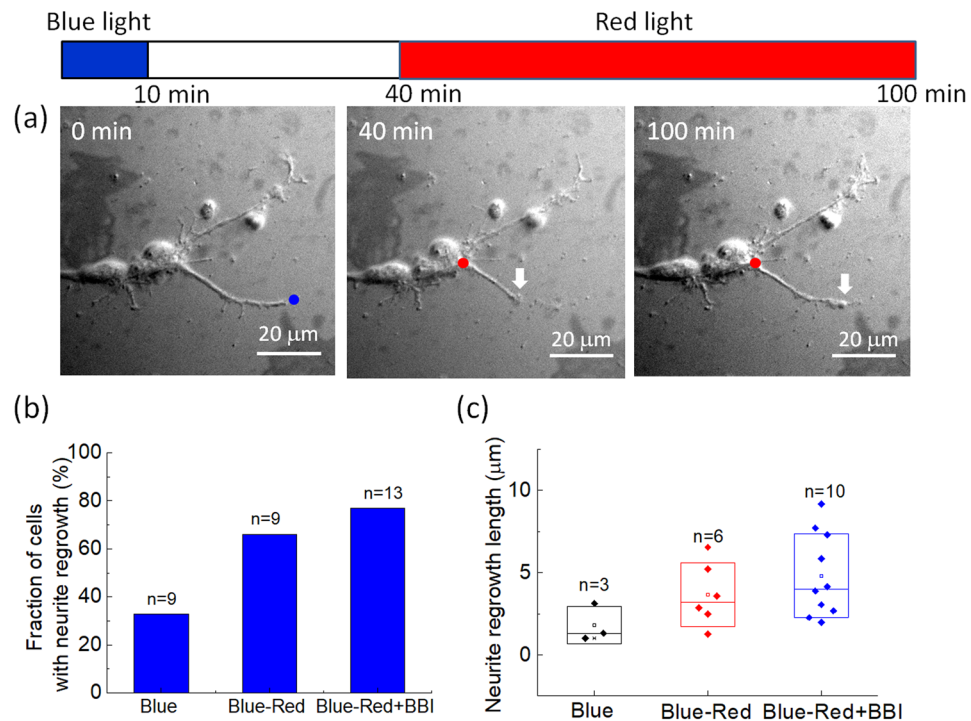 Blue light
Red light
10 min
40 min
100 min
(a)
0 min
40 min
100 min
20 μm
20 μm
20 μm
(b)
(c)
Fraction of cells
with neurite regrowth (%)
100
80
60
40
20
0
n=9
n=9
n=13
Blue
Blue-Red
Blue-Red+BBI
Neurite regrowth length (μm)
10
5
0
n=3
n=6
n=10
Blue
Blue-Red
Blue-Red+BBI